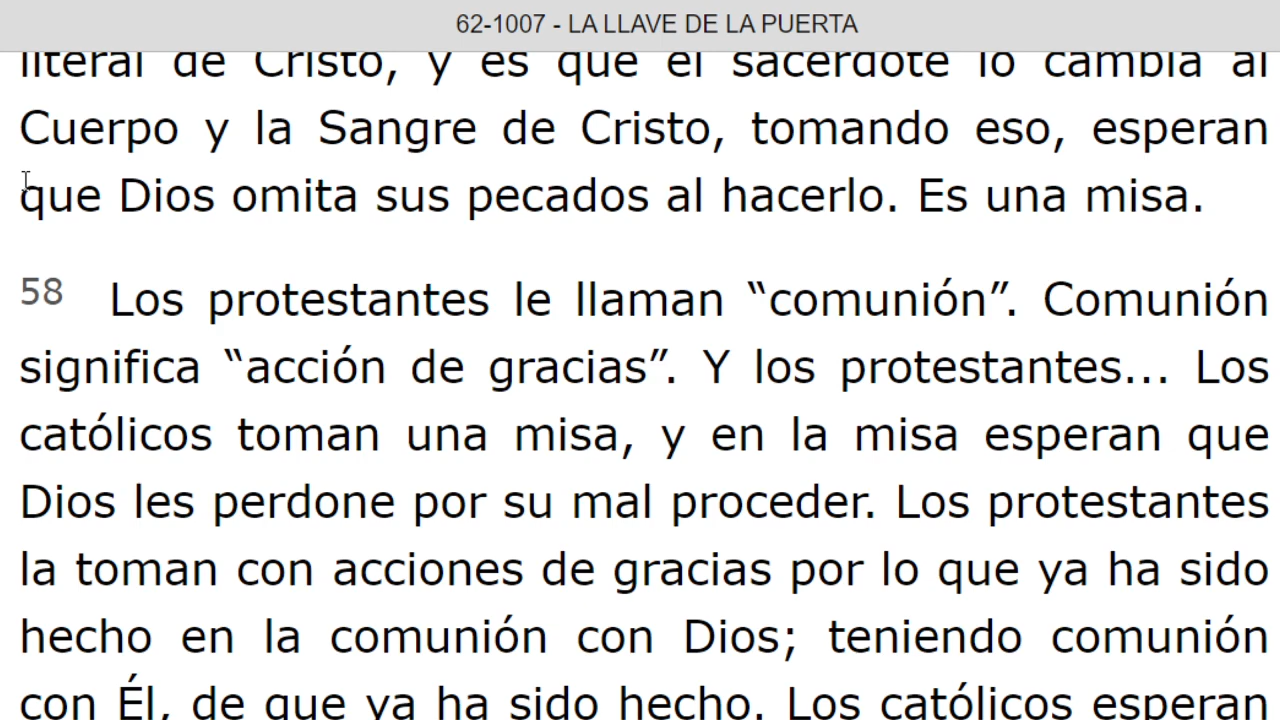 62-1007 - LA LLAVE DE LA PUERTA
literal de Cristo, y es que el sacerdote lo cambia al
Cuerpo y la Sangre de Cristo, tomando eso, esperan
que Dios omita sus pecados al hacerlo. Es una misa.
58 Los protestantes le llaman “comunión”. Comunión
significa “acción de gracias”. Y los protestantes... Los
católicos toman una misa, y en la misa esperan que
Dios les perdone por su mal proceder. Los protestantes
la toman con acciones de gracias por lo que ya ha sido
hecho en la comunión con Dios; teniendo comunión
con Él, de que ya ha sido hecho. Los católicos esperan